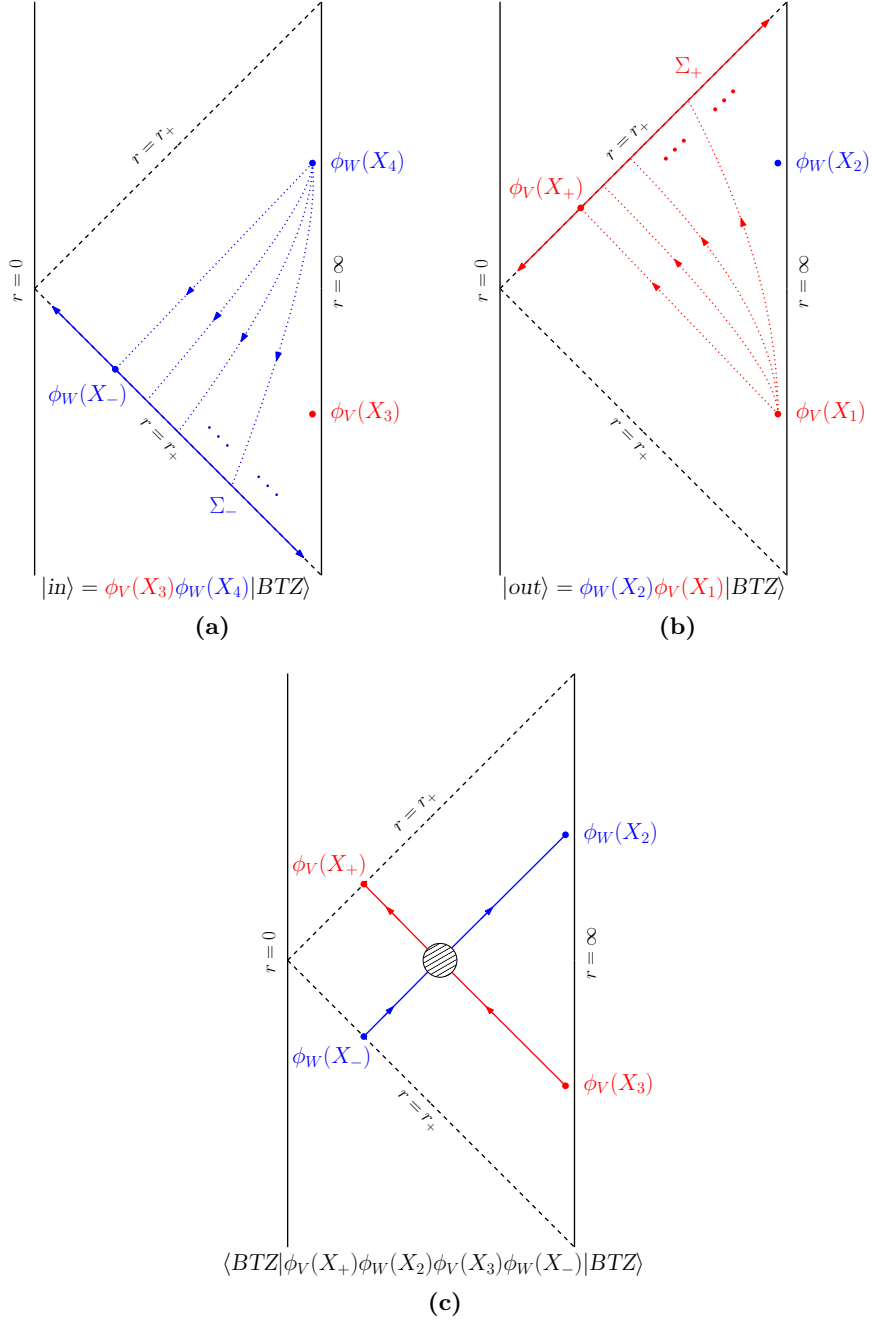 r = r₊
ϕ_W(X₄)
r = 0
r = ∞
ϕ_W(X₋)
ϕ_V(X₃)
r = r₊
Σ₋
|in⟩ = ϕ_V(X₃)ϕ_W(X₄)|BTZ⟩
(a)
Σ₊
r = r₊
ϕ_W(X₂)
ϕ_V(X₊)
r = 0
r = ∞
ϕ_V(X₁)
r = r₊
|out⟩ = ϕ_W(X₂)ϕ_V(X₁)|BTZ⟩
(b)
r = r₊
ϕ_W(X₂)
ϕ_V(X₊)
r = 0
r = ∞
ϕ_W(X₋)
ϕ_V(X₃)
r = r₊
⟨BTZ|ϕ_V(X₊)ϕ_W(X₂)ϕ_V(X₃)ϕ_W(X₋)|BTZ⟩
(c)